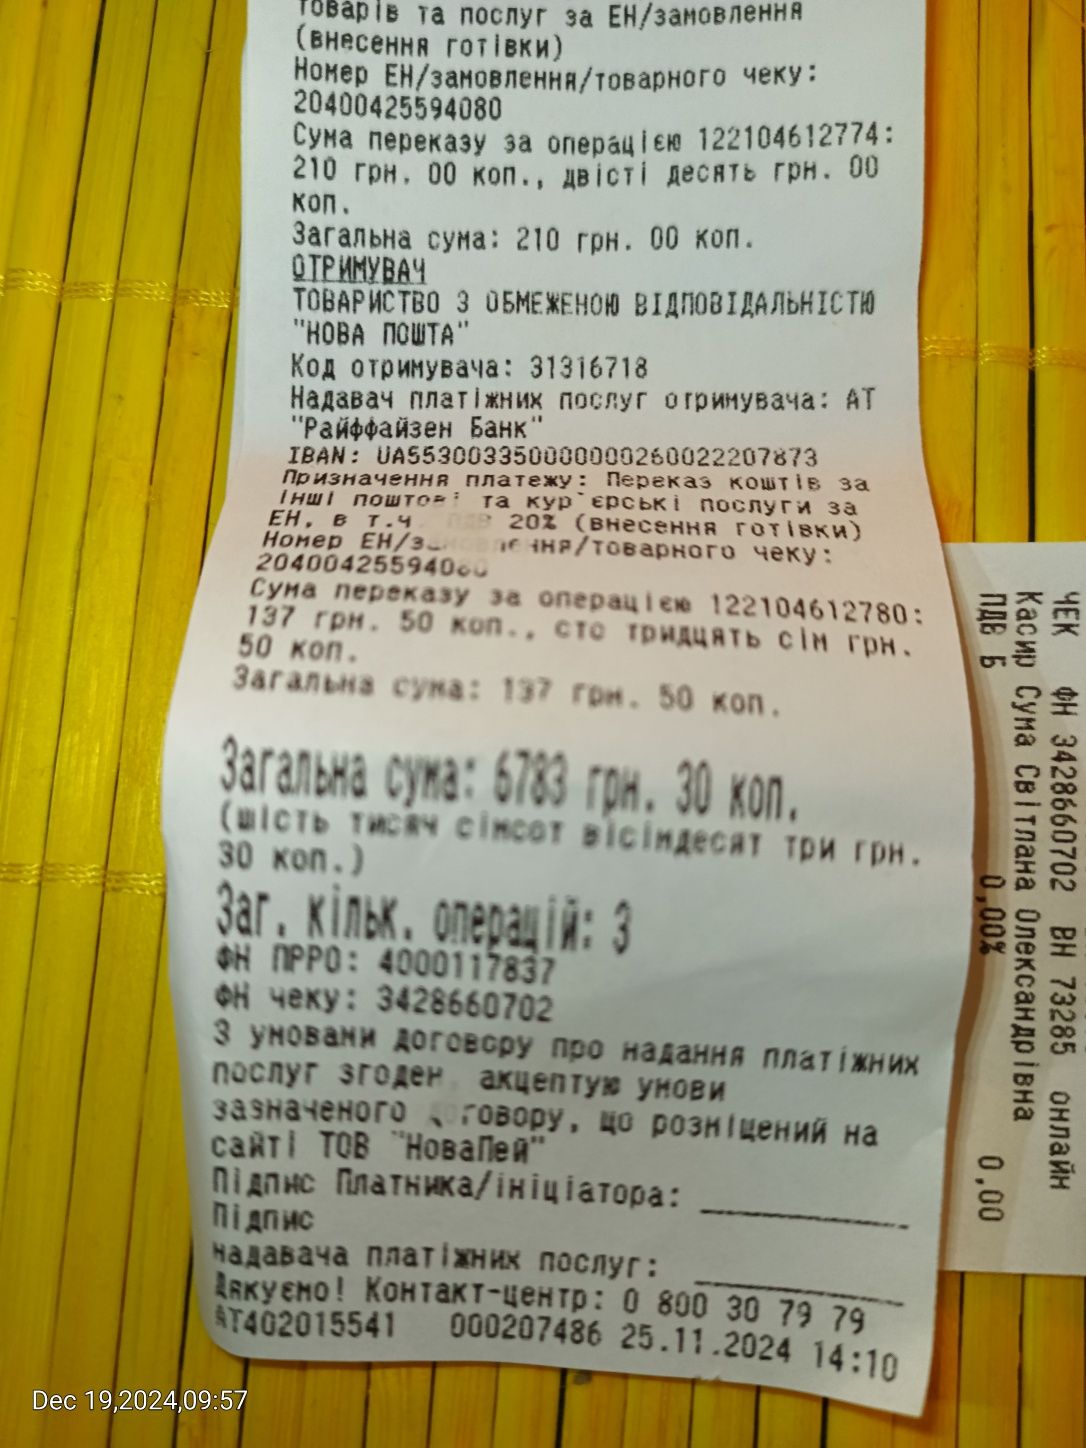 товарів та послуг за ЕН/замовлення
(внесення готівки)
Номер ЕН/замовлення/товарного чеку:
20400425594080
Сума переказу за операцією 122104612774:
210 грн. 00 коп., двісті десять грн. 00
коп.
Загальна сума: 210 грн. 00 коп.
ОТРИМУВАЧ
ТОВАРИСТВО З ОБМЕЖЕНОЮ ВІДПОВІДАЛЬНІСТЮ
"НОВА ПОШТА"
Код отримувача: 31316718
Надавач платіжних послуг отримувача: АТ
"Райффайзен Банк"
IBAN: UA553003350000000260022207873
Призначення платежу: Переказ коштів за
інші поштові та кур`єрські послуги за
ЕН, в т.ч. ПДВ 20% (внесення готівки)
Номер ЕН/замовлення/товарного чеку:
20400425594080
Сума переказу за операцією 122104612780:
137 грн. 50 коп., сто тридцять сім грн.
50 коп.
Загальна сума: 137 грн. 50 коп.
Загальна сума: 6783 грн. 30 коп.
(шість тисяч сімсот вісімдесят три грн.
30 коп.)
Заг. кільк. операцій: 3
ФН ПРРО: 4000117837
ФН чеку: 3428660702
З умовами договору про надання платіжних
послуг згоден, акцептую умови
зазначеного договору, що розміщений на
сайті ТОВ "НоваПей"
Підпис Платника/ініціатора:
Підпис
надавача платіжних послуг:
Дякуємо! Контакт-центр: 0 800 30 79 79
АТ402015541 000207486 25.11.2024 14:10
ЧЕК ФН 3428660702 ВН 73285 онлайн
Касир Сума Світлана Олександрівна
ПДВ Б 0,00% 0,00
Dec 19,2024,09:57